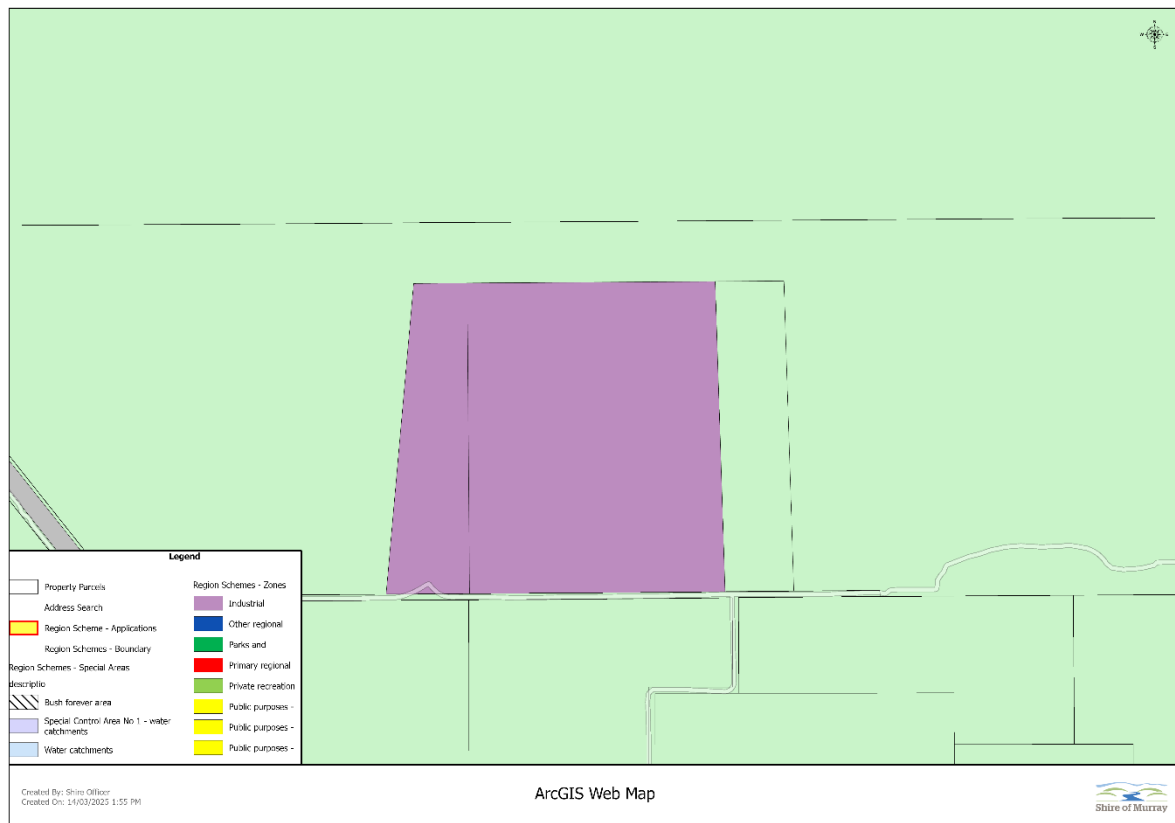 N
W
E
S
Legend
Property Parcels
Address Search
Region Scheme - Applications
Region Schemes - Boundary
Region Schemes - Special Areas
descriptio
Bush forever area
Special Control Area No 1 - water
catchments
Water catchments
Region Schemes - Zones
Industrial
Other regional
Parks and
Primary regional
Private recreation
Public purposes -
Public purposes -
Public purposes -
Created By: Shire Officer
Created On: 14/03/2025 1:55 PM
ArcGIS Web Map
Shire of Murray